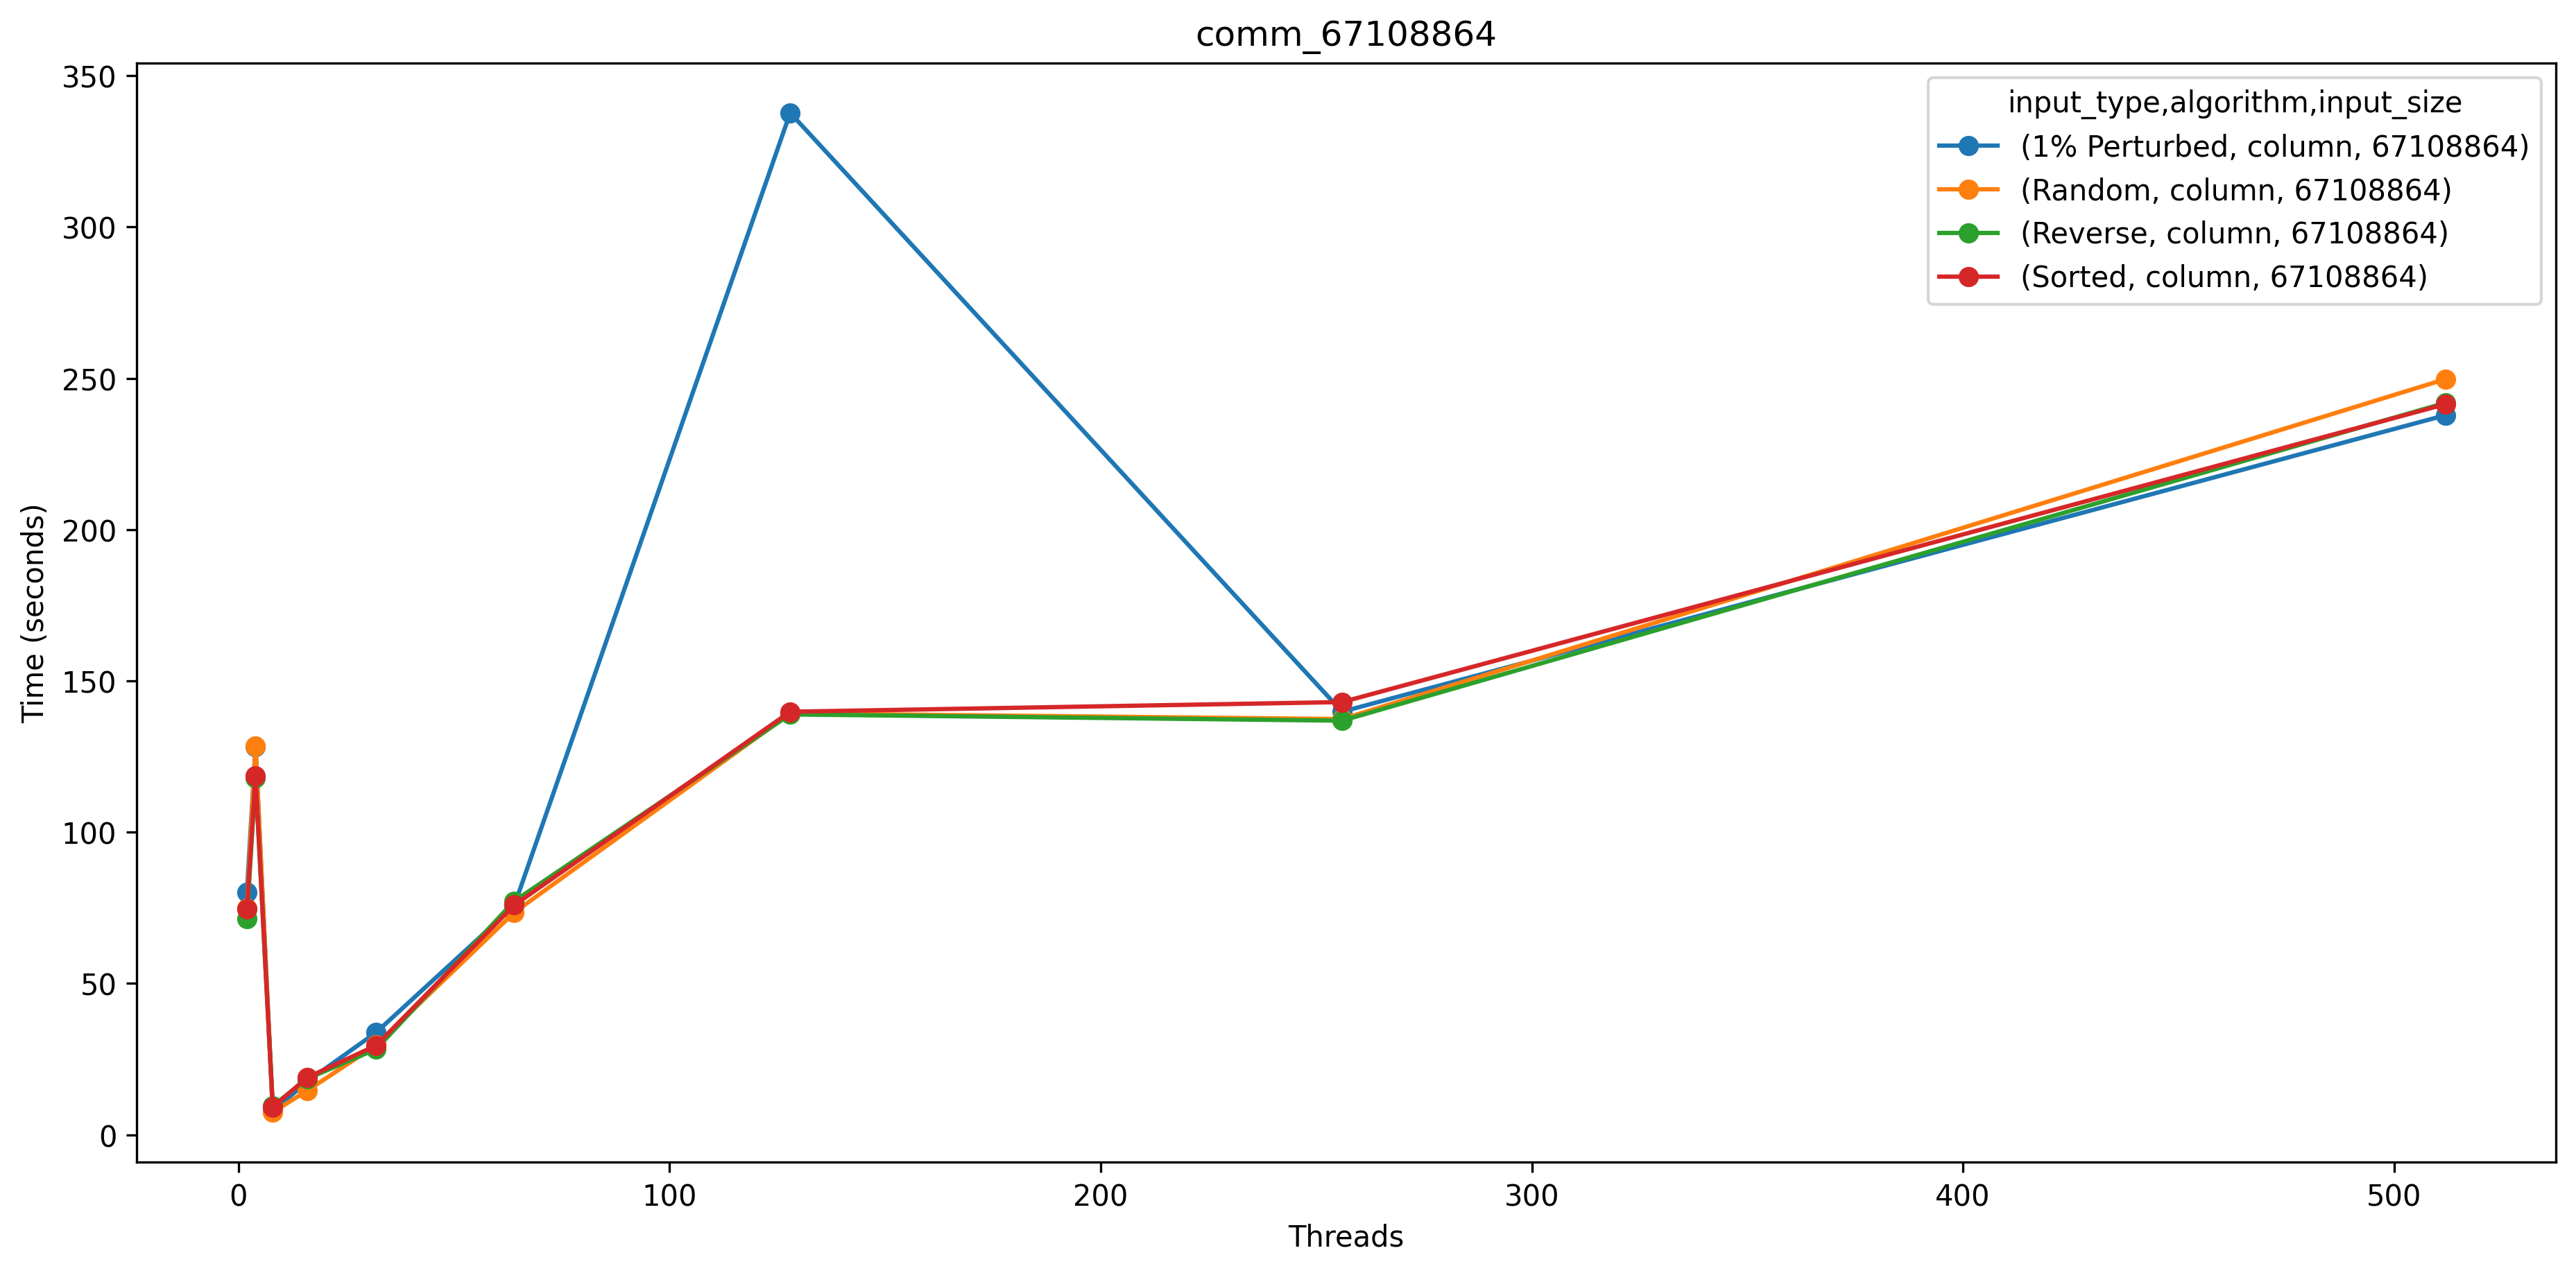 comm_67108864
350
300
250
200
150
100
50
0
Time (seconds)
input_type,algorithm,input_size
(1% Perturbed, column, 67108864)
(Random, column, 67108864)
(Reverse, column, 67108864)
(Sorted, column, 67108864)
0 100 200 300 400 500
Threads